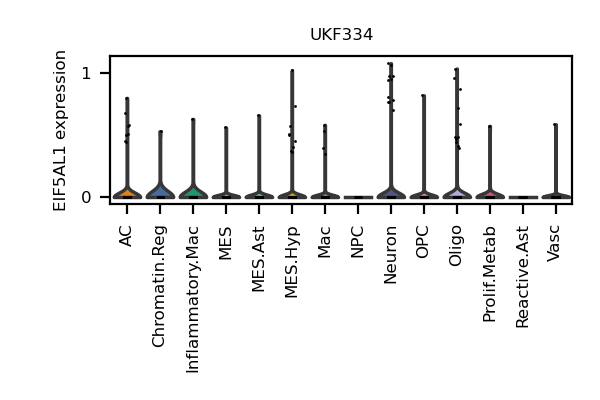 UKF334
EIF5AL1 expression
1
0
AC
Chromatin.Reg
Inflammatory.Mac
MES
MES.Ast
MES.Hyp
Mac
NPC
Neuron
OPC
Oligo
Prolif.Metab
Reactive.Ast
Vasc